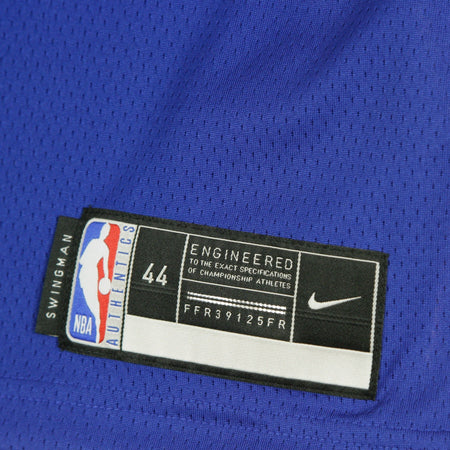 SWINGMAN
NBA
AUTHENTICS
44
ENGINEERED
TO THE EXACT SPECIFICATIONS
OF CHAMPIONSHIP ATHLETES
FFR39125FR